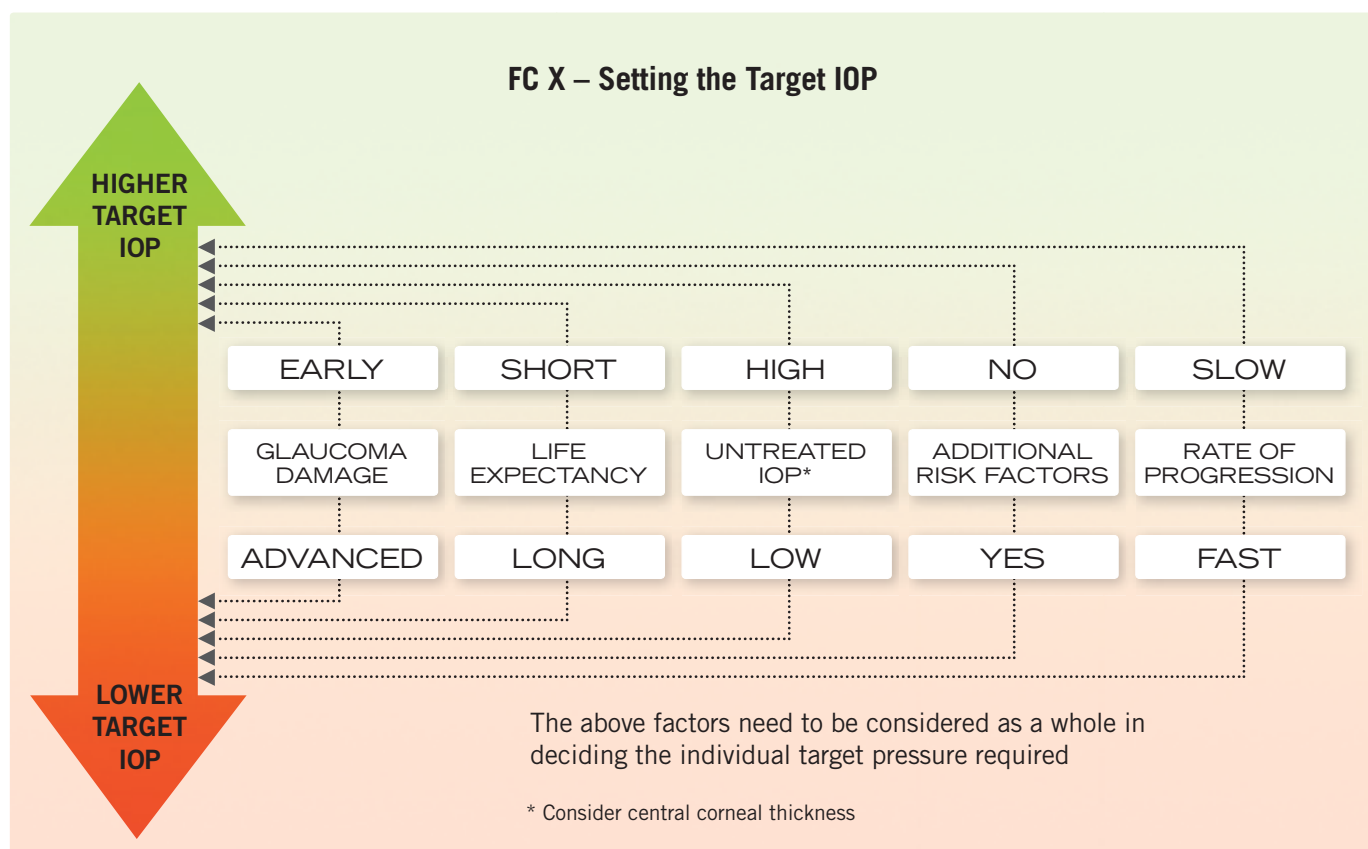 FC X – Setting the Target IOP
HIGHER
TARGET
IOP
EARLY
SHORT
HIGH
NO
SLOW
GLAUCOMA
DAMAGE
LIFE
EXPECTANCY
UNTREATED
IOP*
ADDITIONAL
RISK FACTORS
RATE OF
PROGRESSION
ADVANCED
LONG
LOW
YES
FAST
LOWER
TARGET
IOP
The above factors need to be considered as a whole in
deciding the individual target pressure required
* Consider central corneal thickness